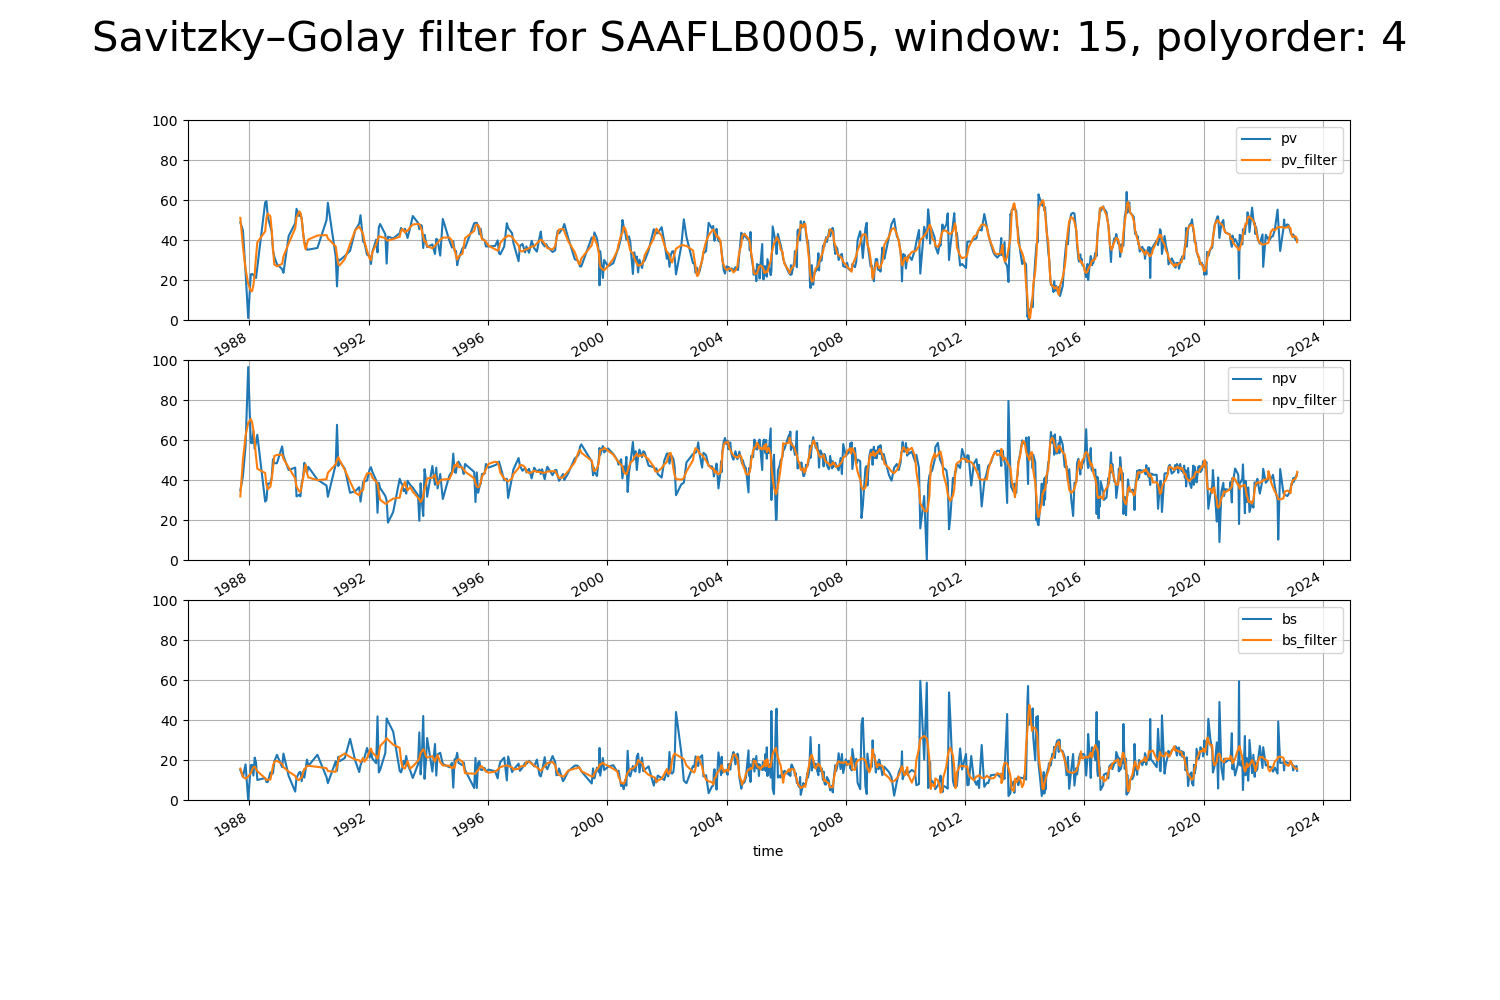 Savitzky–Golay filter for SAAFLB0005, window: 15, polyorder: 4
100
80
60
40
20
0
pv
pv_filter
1988 1992 1996 2000 2004 2008 2012 2016 2020 2024
100
80
60
40
20
0
npv
npv_filter
1988 1992 1996 2000 2004 2008 2012 2016 2020 2024
100
80
60
40
20
0
bs
bs_filter
1988 1992 1996 2000 2004 2008 2012 2016 2020 2024
time